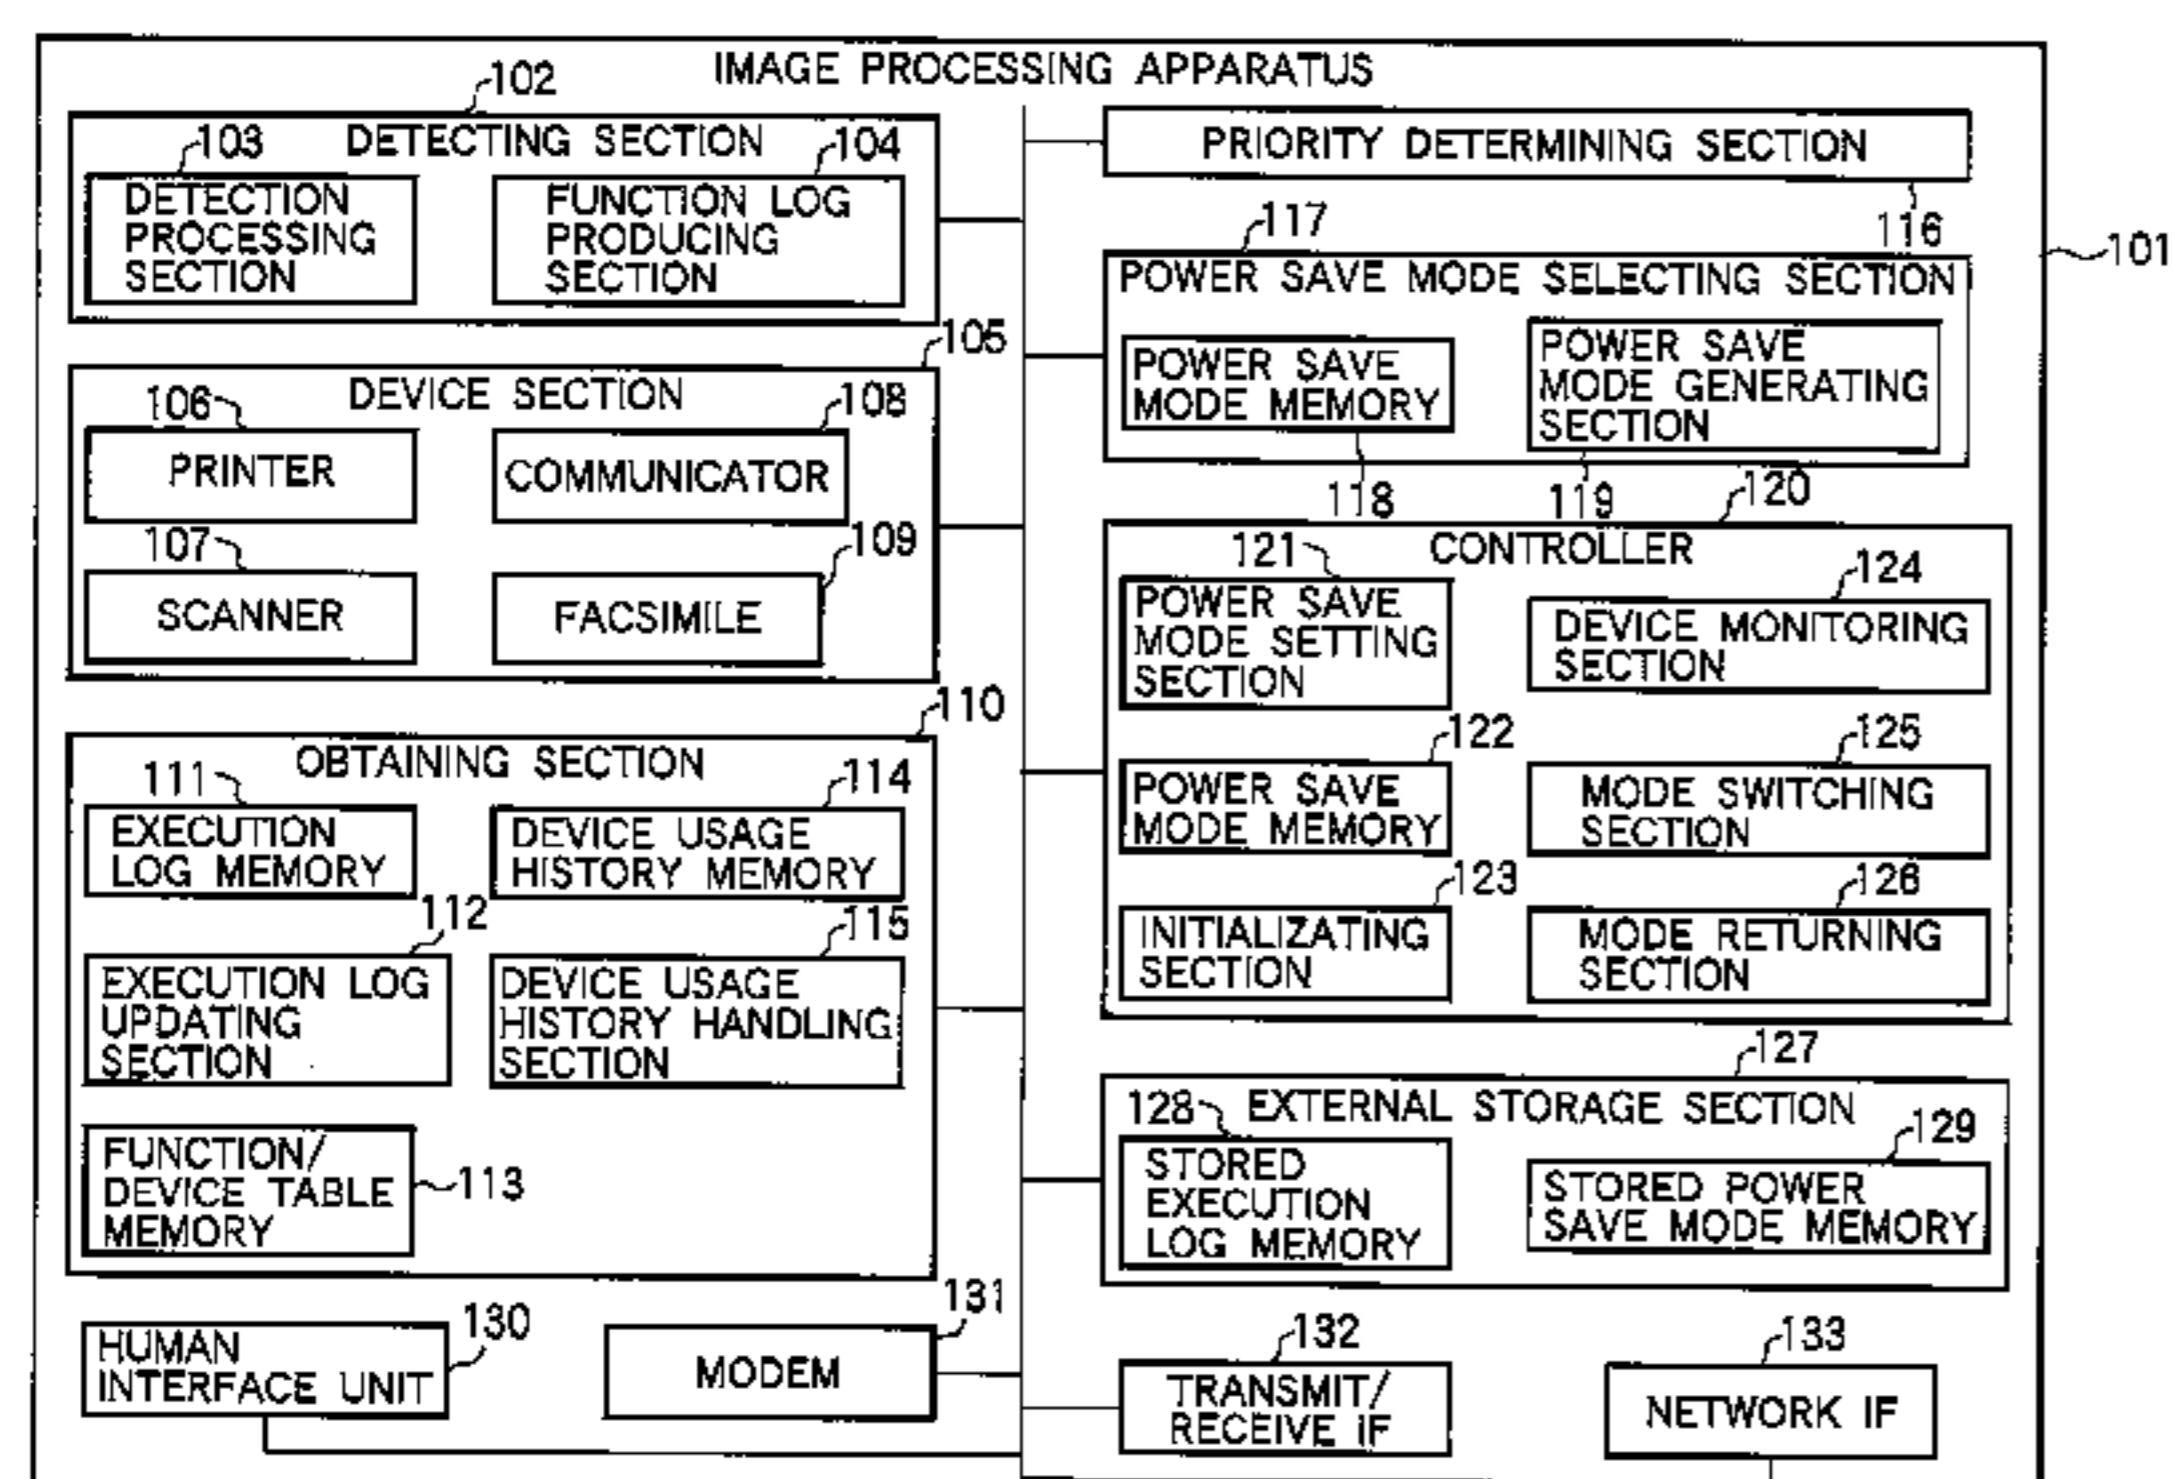 IMAGE PROCESSING APPARATUS
101
102
DETECTING SECTION
103
DETECTION
PROCESSING
SECTION
104
FUNCTION LOG
PRODUCING
SECTION
105
DEVICE SECTION
106
PRINTER
108
COMMUNICATOR
107
SCANNER
109
FACSIMILE
110
OBTAINING SECTION
111
EXECUTION
LOG MEMORY
114
DEVICE USAGE
HISTORY MEMORY
112
EXECUTION LOG
UPDATING
SECTION
115
DEVICE USAGE
HISTORY HANDLING
SECTION
FUNCTION/
DEVICE TABLE
MEMORY
113
130
HUMAN
INTERFACE UNIT
131
MODEM
PRIORITY DETERMINING SECTION
116
117
POWER SAVE MODE SELECTING SECTION
POWER SAVE
MODE MEMORY
118
POWER SAVE
MODE GENERATING
SECTION
119
120
CONTROLLER
121
POWER SAVE
MODE SETTING
SECTION
124
DEVICE MONITORING
SECTION
122
POWER SAVE
MODE MEMORY
125
MODE SWITCHING
SECTION
123
INITIALIZATING
SECTION
126
MODE RETURNING
SECTION
127
EXTERNAL STORAGE SECTION
128
STORED
EXECUTION
LOG MEMORY
129
STORED POWER
SAVE MODE MEMORY
132
TRANSMIT/
RECEIVE IF
133
NETWORK IF